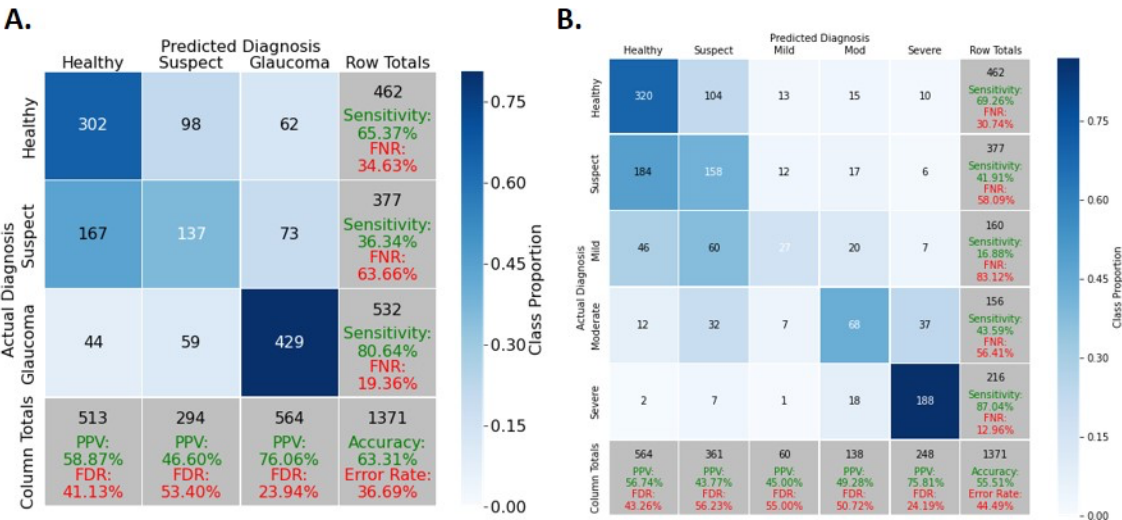 A.
Predicted Diagnosis
Healthy Suspect Glaucoma Row Totals
Actual Diagnosis
Healthy
302 98 62 462
Sensitivity:
65.37%
FNR:
34.63%
Suspect
167 137 73 377
Sensitivity:
36.34%
FNR:
63.66%
Glaucoma
44 59 429 532
Sensitivity:
80.64%
FNR:
19.36%
Column Totals
513 294 564 1371
PPV: PPV: PPV: Accuracy:
58.87% 46.60% 76.06% 63.31%
FDR: FDR: FDR: Error Rate:
41.13% 53.40% 23.94% 36.69%
0.75
0.60
0.45
0.30
0.15
0.00
Class Proportion
B.
Predicted Diagnosis
Healthy Suspect Mild Mod Severe Row Totals
Actual Diagnosis
Healthy
320 104 13 15 10 462
Sensitivity:
69.26%
FNR:
30.74%
Suspect
184 158 12 17 6 377
Sensitivity:
41.91%
FNR:
58.09%
Mild
46 60 27 20 7 160
Sensitivity:
16.88%
FNR:
83.12%
Moderate
12 32 7 68 37 156
Sensitivity:
43.59%
FNR:
56.41%
Severe
2 7 1 18 188 216
Sensitivity:
87.04%
FNR:
12.96%
Column Totals
564 361 60 138 248 1371
PPV: PPV: PPV: PPV: PPV: Accuracy:
56.74% 43.77% 45.00% 49.28% 75.81% 55.51%
FDR: FDR: FDR: FDR: FDR: Error Rate:
43.26% 56.23% 55.00% 50.72% 24.19% 44.49%
0.75
0.60
0.45
0.30
0.15
0.00
Class Proportion